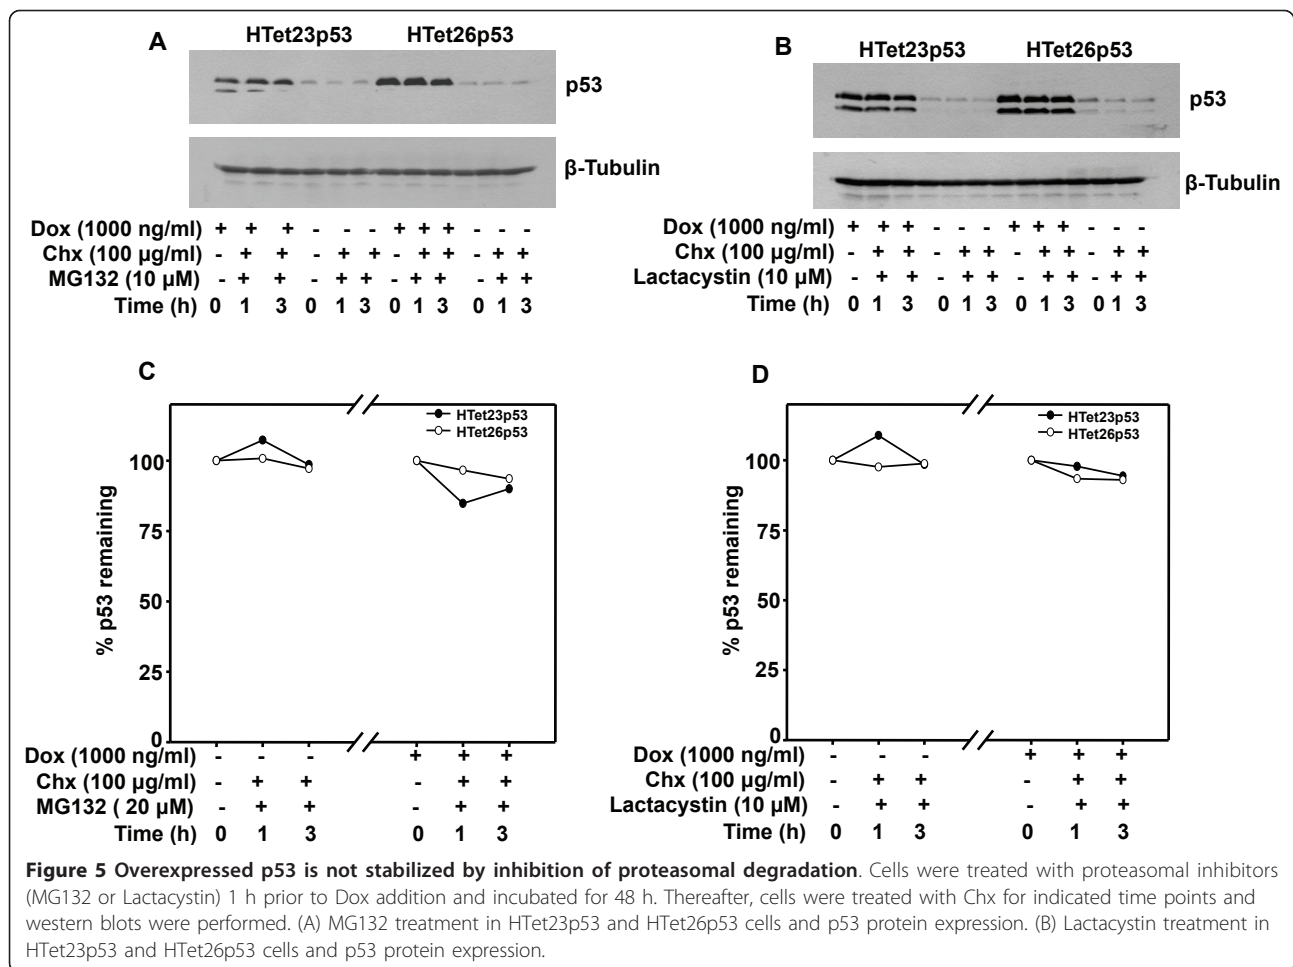 A
HTet23p53 HTet26p53
p53
β-Tubulin
Dox (1000 ng/ml) + + + - - - + + + - - -
Chx (100 µg/ml) - + + - + + - + + - + +
MG132 (10 µM) - + + - + + - + + - + +
Time (h) 0 1 3 0 1 3 0 1 3 0 1 3
B
HTet23p53 HTet26p53
p53
β-Tubulin
Dox (1000 ng/ml) + + + - - - + + + - - -
Chx (100 µg/ml) - + + - + + - + + - + +
Lactacystin (10 µM) - + + - + + - + + - + +
Time (h) 0 1 3 0 1 3 0 1 3 0 1 3
C
HTet23p53
HTet26p53
% p53 remaining
100
75
50
25
0
Dox (1000 ng/ml) - - - + + +
Chx (100 µg/ml) - + + - + +
MG132 ( 20 µM) - + + - + +
Time (h) 0 1 3 0 1 3
D
HTet23p53
HTet26p53
% p53 remaining
100
75
50
25
0
Dox (1000 ng/ml) - - - + + +
Chx (100 µg/ml) - + + - + +
Lactacystin (10 µM) - + + - + +
Time (h) 0 1 3 0 1 3
Figure 5 Overexpressed p53 is not stabilized by inhibition of proteasomal degradation. Cells were treated with proteasomal inhibitors
(MG132 or Lactacystin) 1 h prior to Dox addition and incubated for 48 h. Thereafter, cells were treated with Chx for indicated time points and
western blots were performed. (A) MG132 treatment in HTet23p53 and HTet26p53 cells and p53 protein expression. (B) Lactacystin treatment in
HTet23p53 and HTet26p53 cells and p53 protein expression.